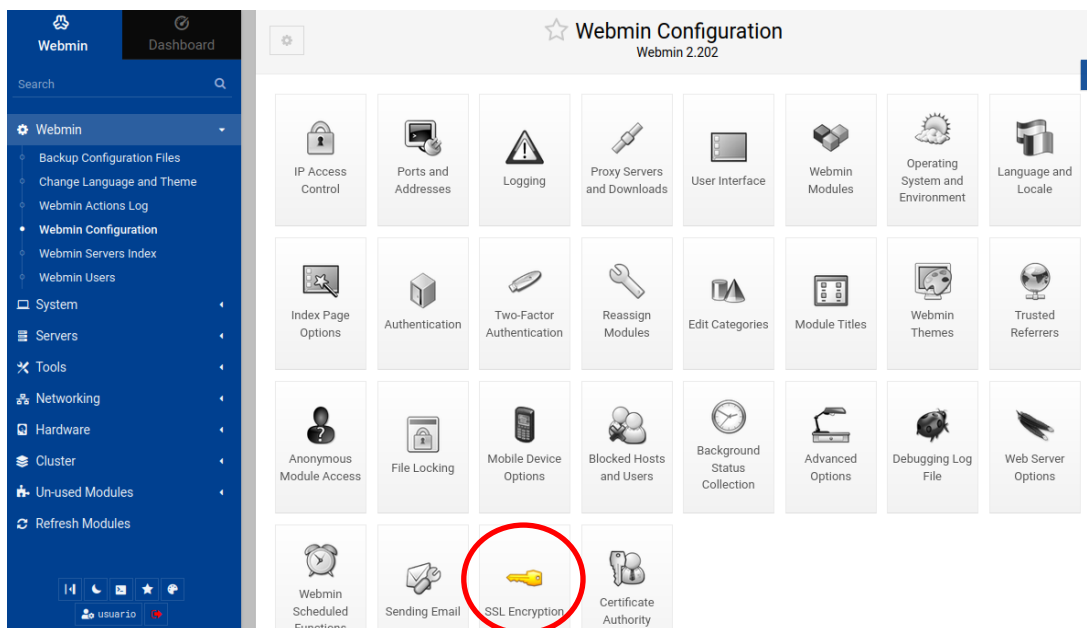 Webmin
Dashboard
Search
Webmin
Backup Configuration Files
Change Language and Theme
Webmin Actions Log
Webmin Configuration
Webmin Servers Index
Webmin Users
System
Servers
Tools
Networking
Hardware
Cluster
Un-used Modules
Refresh Modules
usuario
Webmin Configuration
Webmin 2.202
IP Access
Control
Ports and
Addresses
Logging
Proxy Servers
and Downloads
User Interface
Webmin
Modules
Operating
System and
Environment
Language and
Locale
Index Page
Options
Authentication
Two-Factor
Authentication
Reassign
Modules
Edit Categories
Module Titles
Webmin
Themes
Trusted
Referrers
Anonymous
Module Access
File Locking
Mobile Device
Options
Blocked Hosts
and Users
Background
Status
Collection
Advanced
Options
Debugging Log
File
Web Server
Options
Webmin
Scheduled
Functions
Sending Email
SSL Encryption
Certificate
Authority